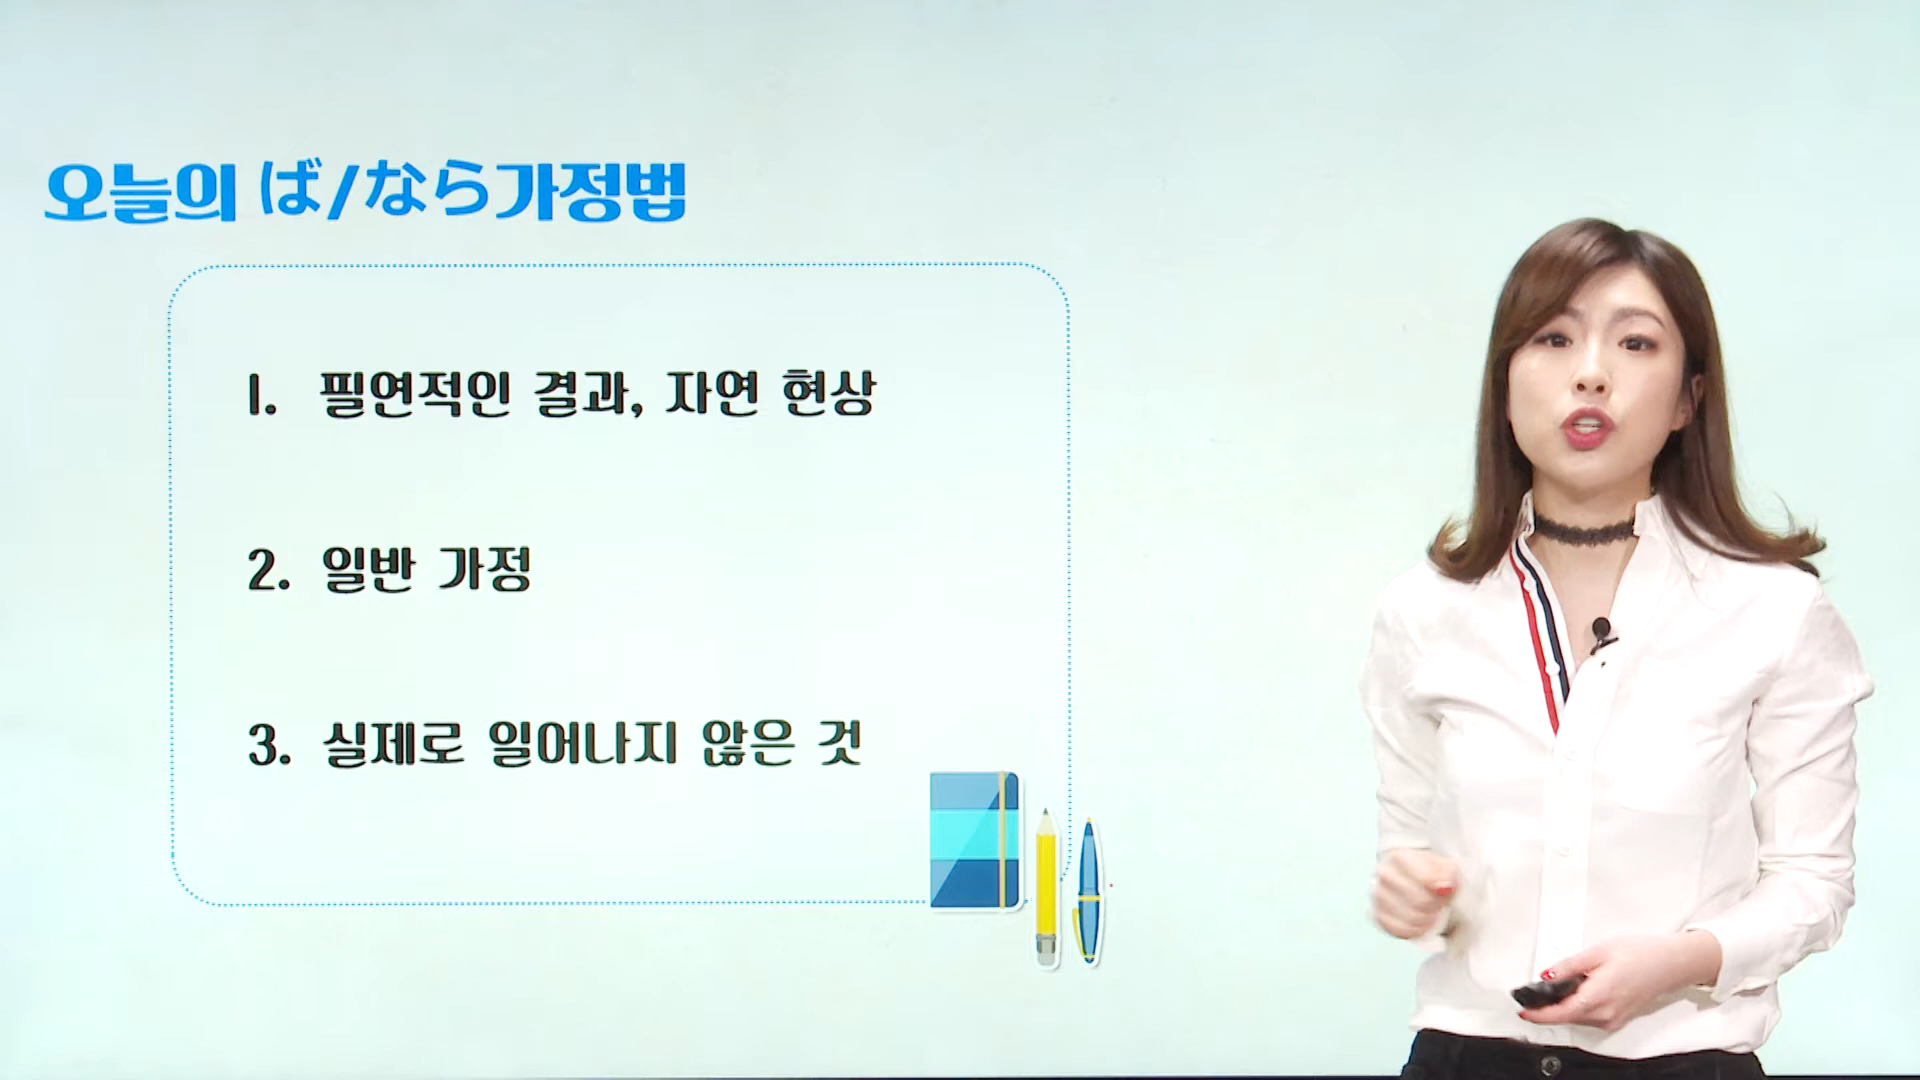 오늘의 ば/なら가정법
1. 필연적인 결과, 자연 현상
2. 일반 가정
3. 실제로 일어나지 않은 것